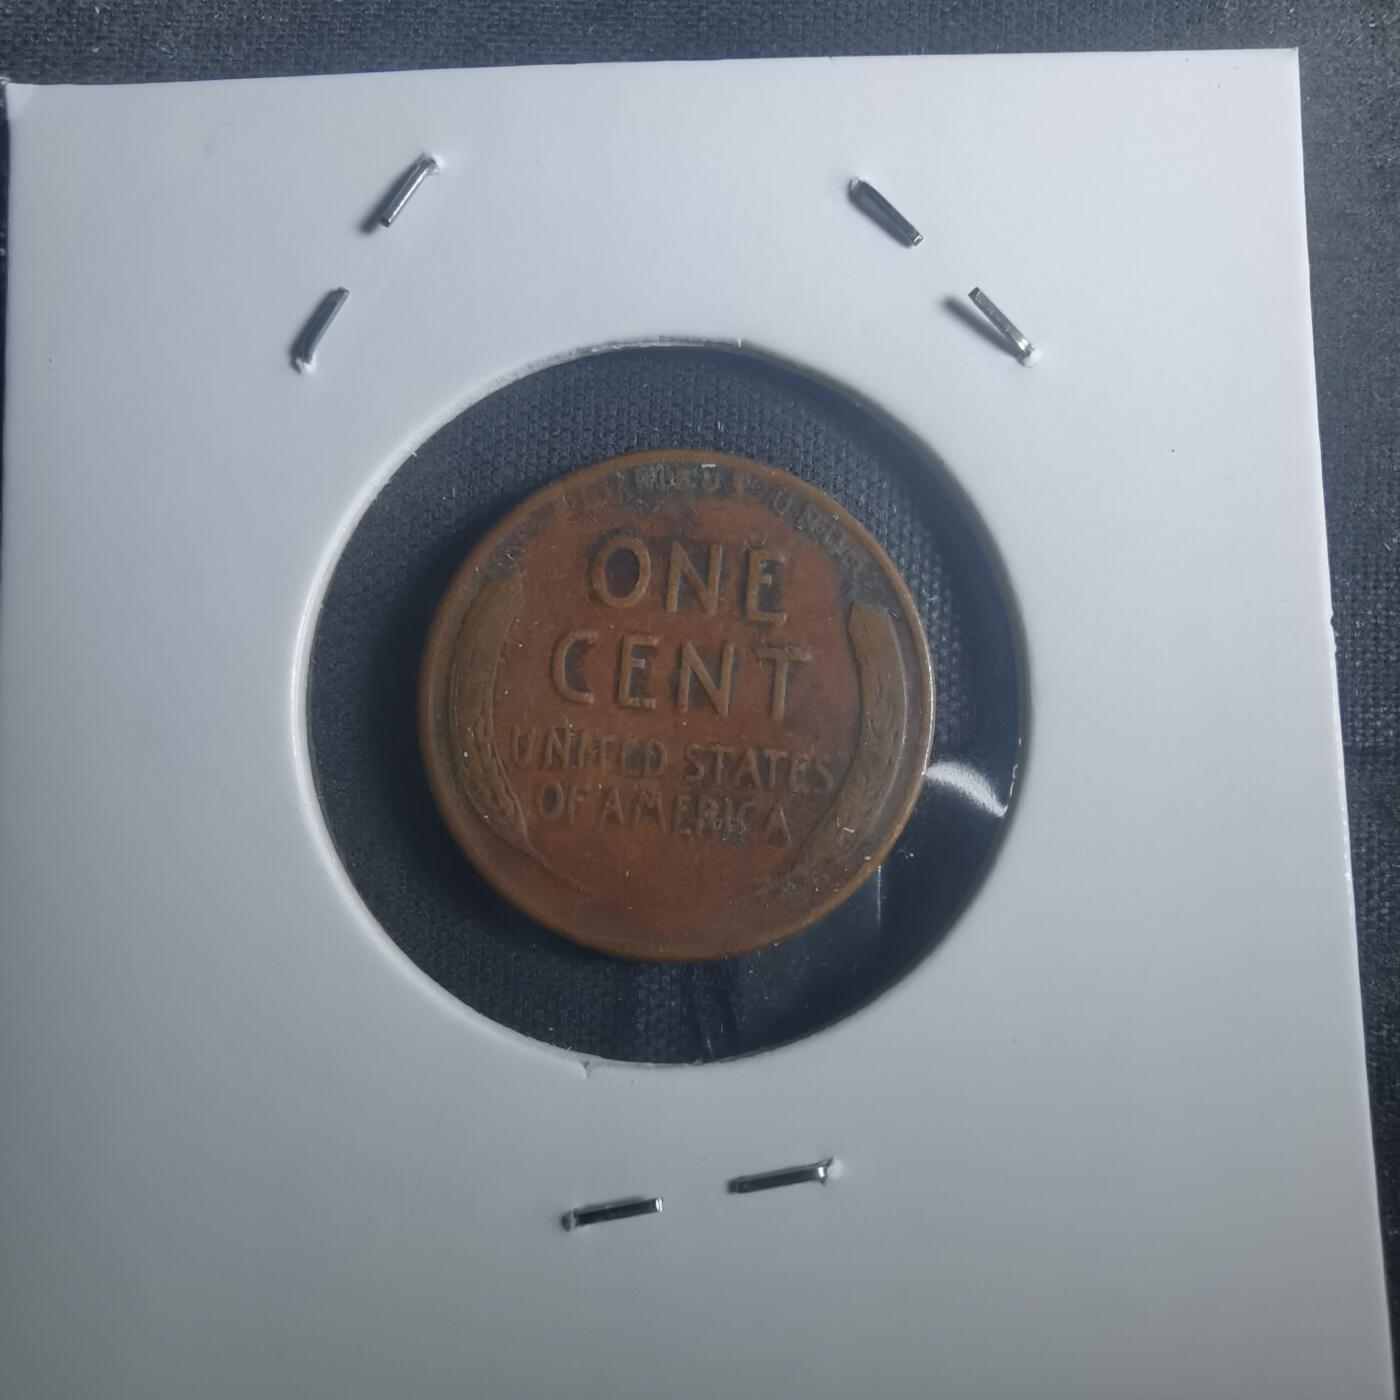 ONE
CENT
UNITED STATES
OF AMERICA